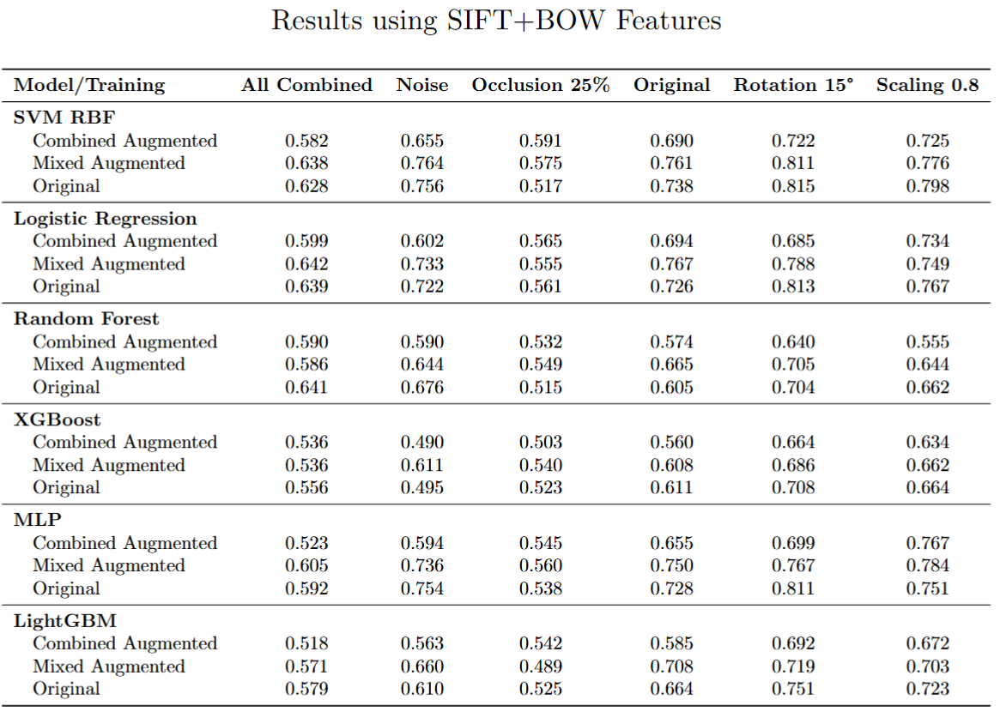 Results using SIFT+BOW Features
Model/Training All Combined Noise Occlusion 25% Original Rotation 15° Scaling 0.8
SVM RBF
Combined Augmented 0.582 0.655 0.591 0.690 0.722 0.725
Mixed Augmented 0.638 0.764 0.575 0.761 0.811 0.776
Original 0.628 0.756 0.517 0.738 0.815 0.798
Logistic Regression
Combined Augmented 0.599 0.602 0.565 0.694 0.685 0.734
Mixed Augmented 0.642 0.733 0.555 0.767 0.788 0.749
Original 0.639 0.722 0.561 0.726 0.813 0.767
Random Forest
Combined Augmented 0.590 0.590 0.532 0.574 0.640 0.555
Mixed Augmented 0.586 0.644 0.549 0.665 0.705 0.644
Original 0.641 0.676 0.515 0.605 0.704 0.662
XGBoost
Combined Augmented 0.536 0.490 0.503 0.560 0.664 0.634
Mixed Augmented 0.536 0.611 0.540 0.608 0.686 0.662
Original 0.556 0.495 0.523 0.611 0.708 0.664
MLP
Combined Augmented 0.523 0.594 0.545 0.655 0.699 0.767
Mixed Augmented 0.605 0.736 0.560 0.750 0.767 0.784
Original 0.592 0.754 0.538 0.728 0.811 0.751
LightGBM
Combined Augmented 0.518 0.563 0.542 0.585 0.692 0.672
Mixed Augmented 0.571 0.660 0.489 0.708 0.719 0.703
Original 0.579 0.610 0.525 0.664 0.751 0.723